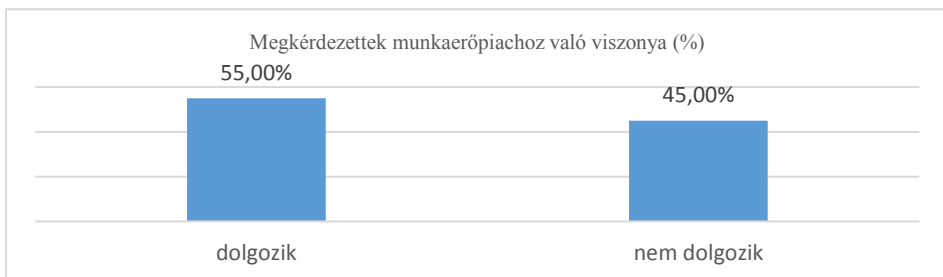 Megkérdezettek munkaerőpiachoz való viszonya (%)
55,00%
45,00%
dolgozik
nem dolgozik